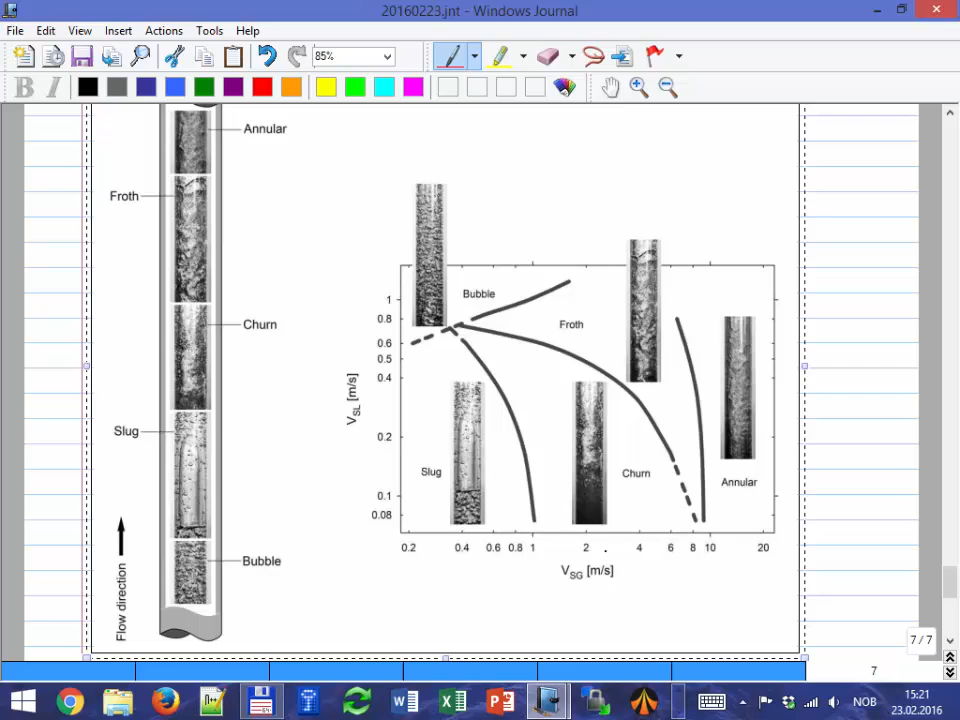 20160223.jnt - Windows Journal
File Edit View Insert Actions Tools Help
85%
B I
Annular
Froth
Churn
Slug
Bubble
Flow direction
Bubble
Froth
Slug
Churn
Annular
1
0.8
0.6
0.5
0.4
0.2
0.1
0.08
VSL [m/s]
0.2 0.4 0.6 0.8 1 2 4 6 8 10 20
VSG [m/s]
7 / 7
7
NOB
15:21
23.02.2016